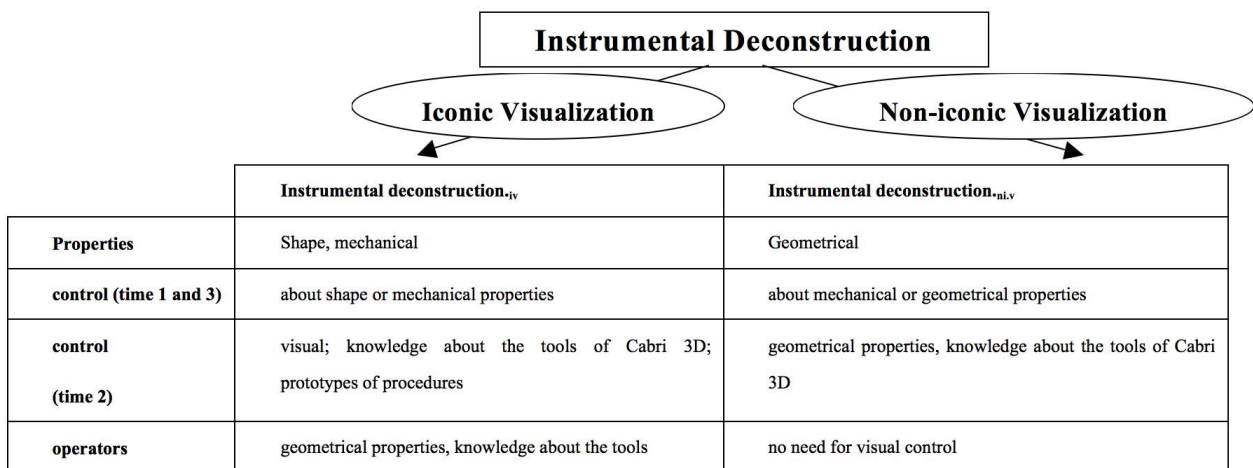 Instrumental Deconstruction
Iconic Visualization
Non-iconic Visualization
Instrumental deconstruction.iv
Instrumental deconstruction.ni.v
Properties
Shape, mechanical
Geometrical
control (time 1 and 3)
about shape or mechanical properties
about mechanical or geometrical properties
control
(time 2)
visual; knowledge about the tools of Cabri 3D;
prototypes of procedures
geometrical properties, knowledge about the tools of Cabri
3D
operators
geometrical properties, knowledge about the tools
no need for visual control